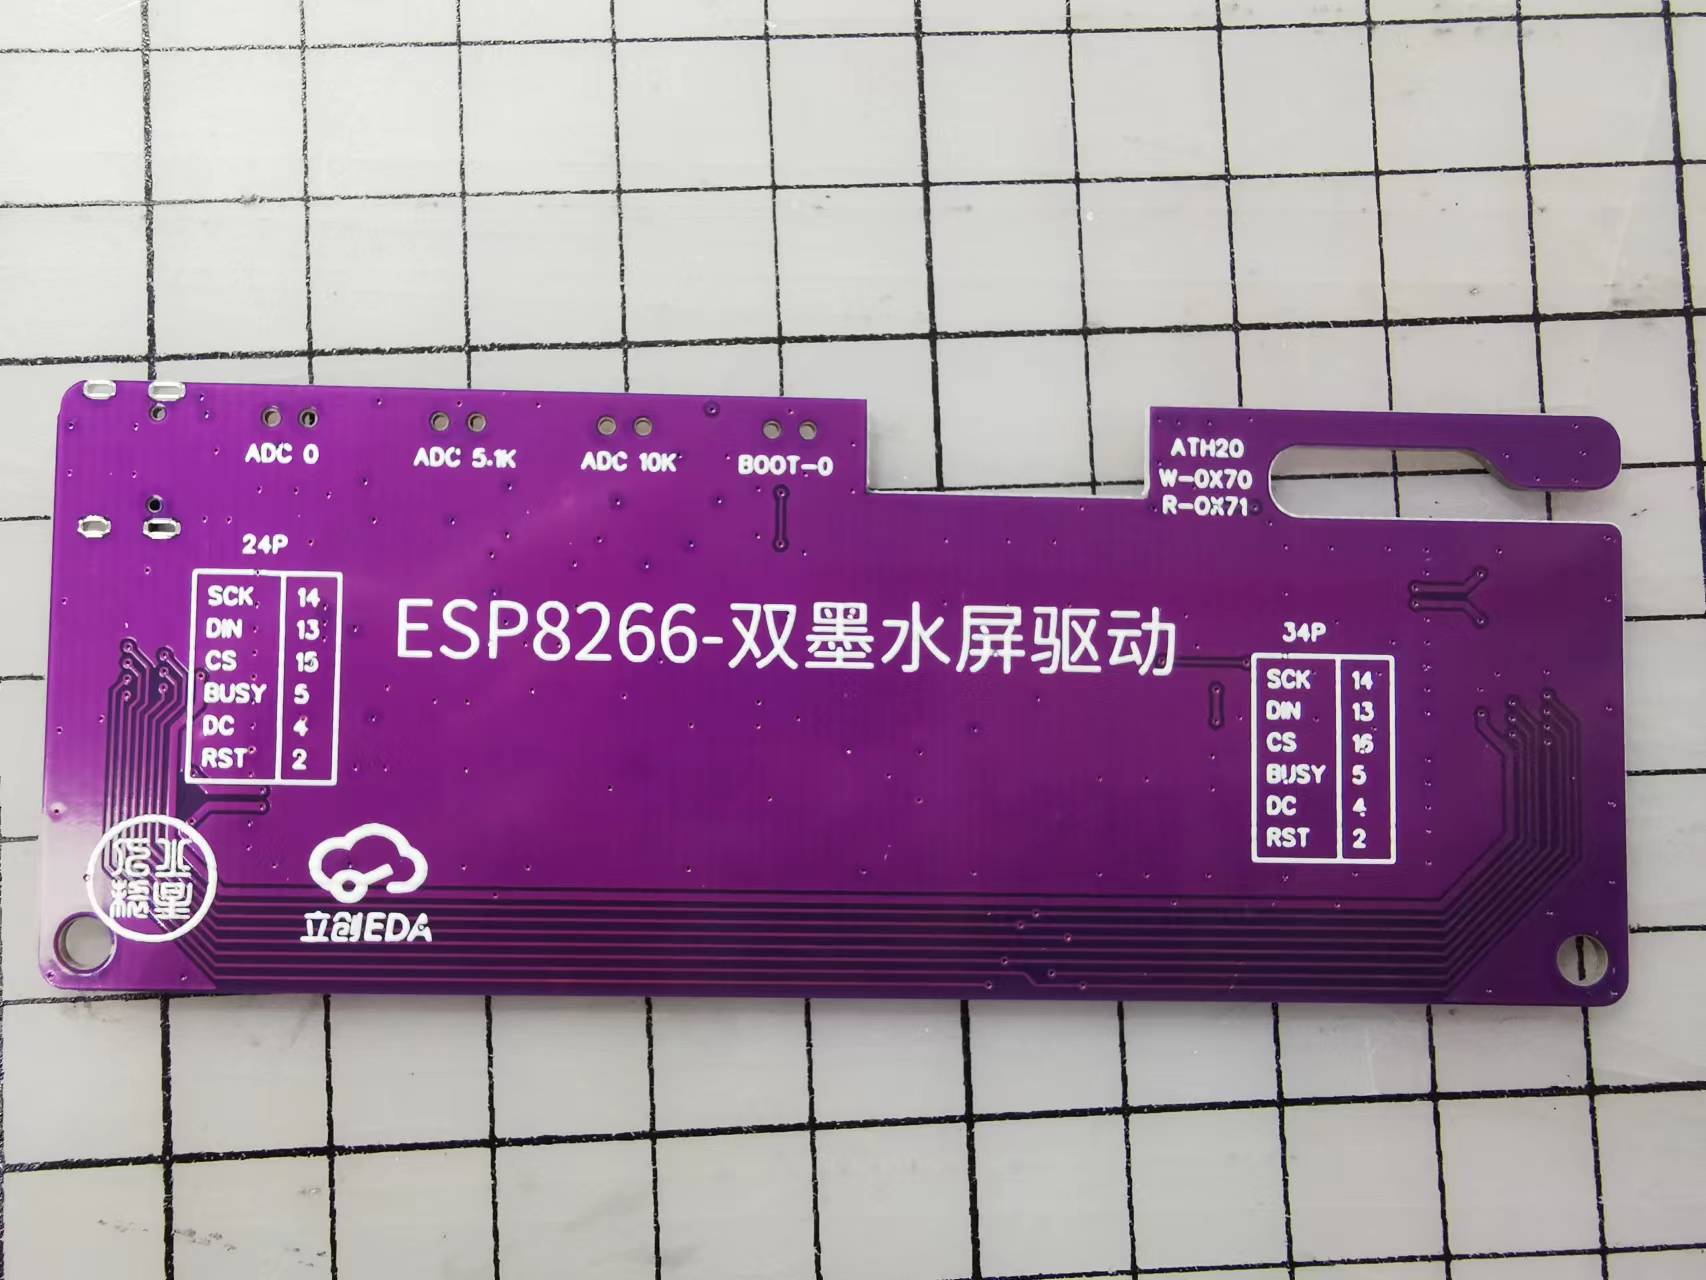 ADC 0
ADC 5.1K
ADC 10K
BOOT-0
ATH20
W-0X70
R-0X71
24P
SCK 14
DIN 13
CS 15
BUSY 5
DC 4
RST 2
ESP8266-双墨水屏驱动
34P
SCK 14
DIN 13
CS 16
BUSY 5
DC 4
RST 2
立创EDA